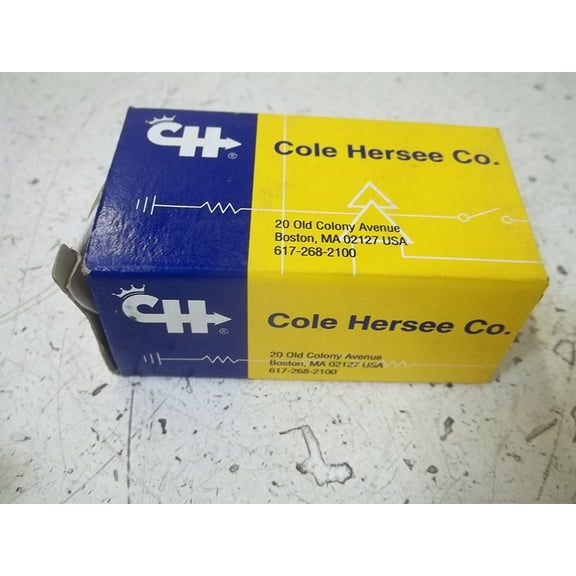 CH®
Cole Hersee Co.
20 Old Colony Avenue
Boston, MA 02127 USA
617-268-2100
CH®
Cole Hersee Co.
20 Old Colony Avenue
Boston, MA 02127 USA
617-268-2100